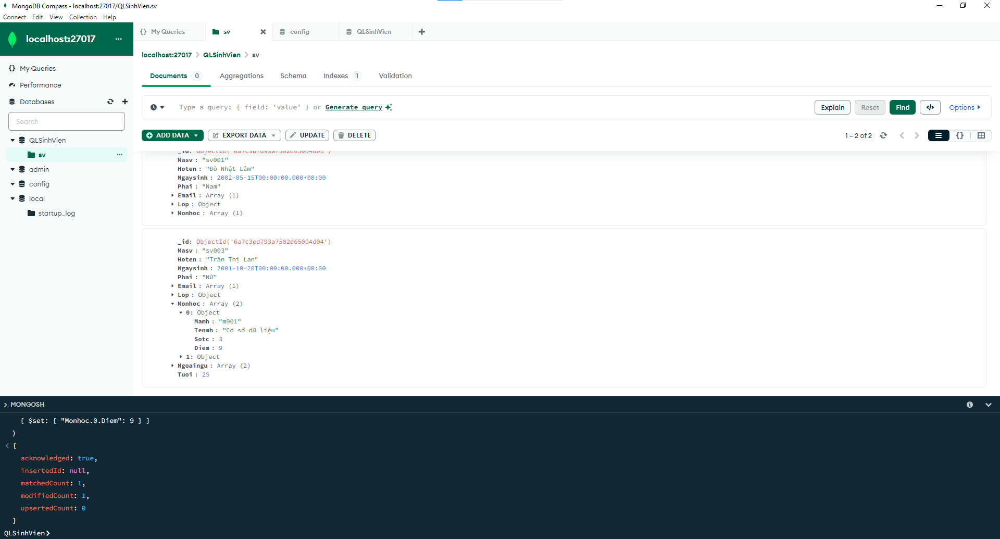 MongoDB Compass - localhost:27017/QLSinhVien.sv
Connect Edit View Collection Help
localhost:27017 ...
{} My Queries
sv
config
QLSinhVien
localhost:27017 > QLSinhVien > sv
My Queries
Performance
Databases
Search
QLSinhVien
sv ...
admin
config
local
startup_log
Documents 0 Aggregations Schema Indexes 1 Validation
Type a query: { field: 'value' } or Generate query
Explain Reset Find </> Options
ADD DATA EXPORT DATA UPDATE DELETE
1 – 2 of 2 {}
Masv : "sv001"
Hoten : "Đỗ Nhật Lâm"
Ngaysinh : 2002-05-15T00:00:00.000+00:00
Phai : "Nam"
Email : Array (1)
Lop : Object
Monhoc : Array (1)
_id: ObjectId('6a7c3ed793a7502d65004d04')
Masv : "sv003"
Hoten : "Trần Thị Lan"
Ngaysinh : 2001-10-20T00:00:00.000+00:00
Phai : "Nữ"
Email : Array (1)
Lop : Object
Monhoc : Array (2)
0: Object
Mamh : "m001"
Tenmh : "Cơ sở dữ liệu"
Sotc : 3
Diem : 9
1: Object
Ngoaingu : Array (2)
Tuoi : 25
>_MONGOSH
{ $set: { "Monhoc.0.Diem": 9 } }
)
< {
acknowledged: true,
insertedId: null,
matchedCount: 1,
modifiedCount: 1,
upsertedCount: 0
}
QLSinhVien>